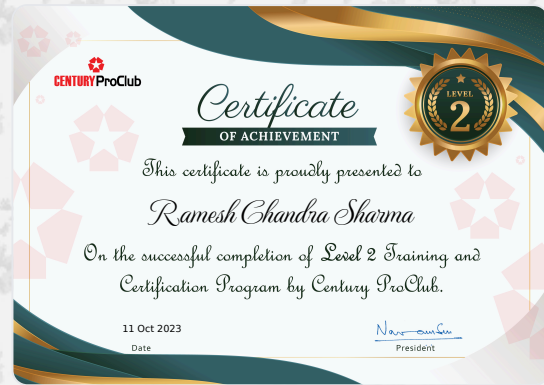 CENTURY ProClub
Certificate
OF ACHIEVEMENT
LEVEL
2
This certificate is proudly presented to
Ramesh Chandra Sharma
On the successful completion of Level 2 Training and
Certification Program by Century ProClub.
11 Oct 2023
Date
President